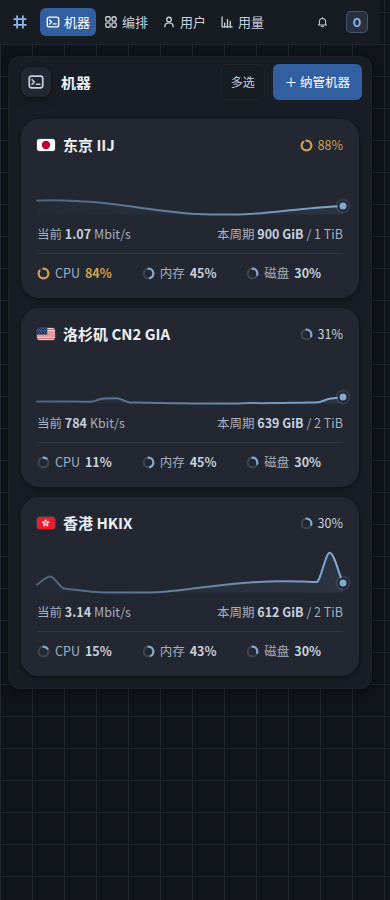 机器 编排 用户 用量 O
机器 多选 + 纳管机器
东京 IIJ 88%
当前 1.07 Mbit/s 本周期 900 GiB / 1 TiB
CPU 84% 内存 45% 磁盘 30%
洛杉矶 CN2 GIA 31%
当前 784 Kbit/s 本周期 639 GiB / 2 TiB
CPU 11% 内存 45% 磁盘 30%
香港 HKIX 30%
当前 3.14 Mbit/s 本周期 612 GiB / 2 TiB
CPU 15% 内存 43% 磁盘 30%